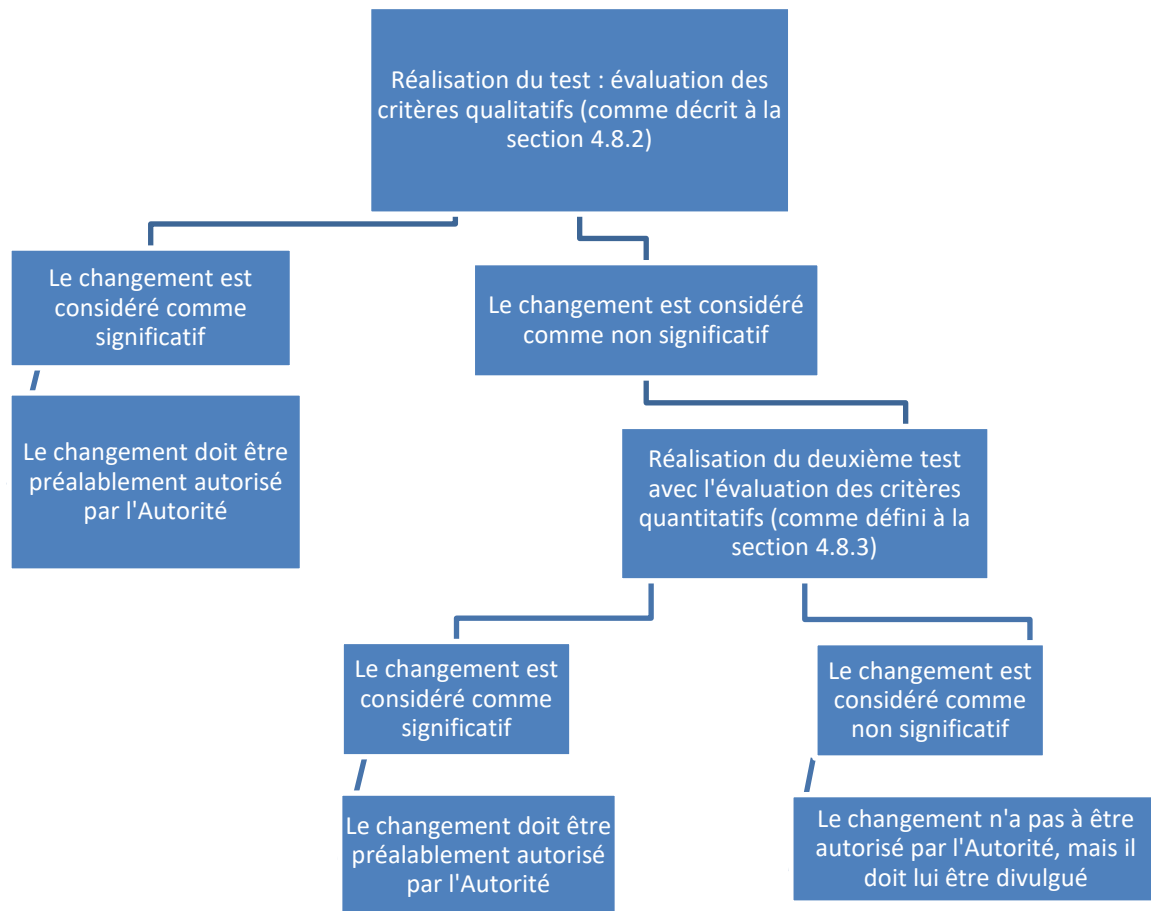 Réalisation du test : évaluation des
critères qualitatifs (comme décrit à la
section 4.8.2)
Le changement est
considéré comme
significatif
Le changement est considéré
comme non significatif
Le changement doit être
préalablement autorisé
par l'Autorité
Réalisation du deuxième test
avec l'évaluation des critères
quantitatifs (comme défini à la
section 4.8.3)
Le changement est
considéré comme
significatif
Le changement est
considéré comme
non significatif
Le changement doit être
préalablement autorisé
par l'Autorité
Le changement n'a pas à être
autorisé par l'Autorité, mais il
doit lui être divulgué